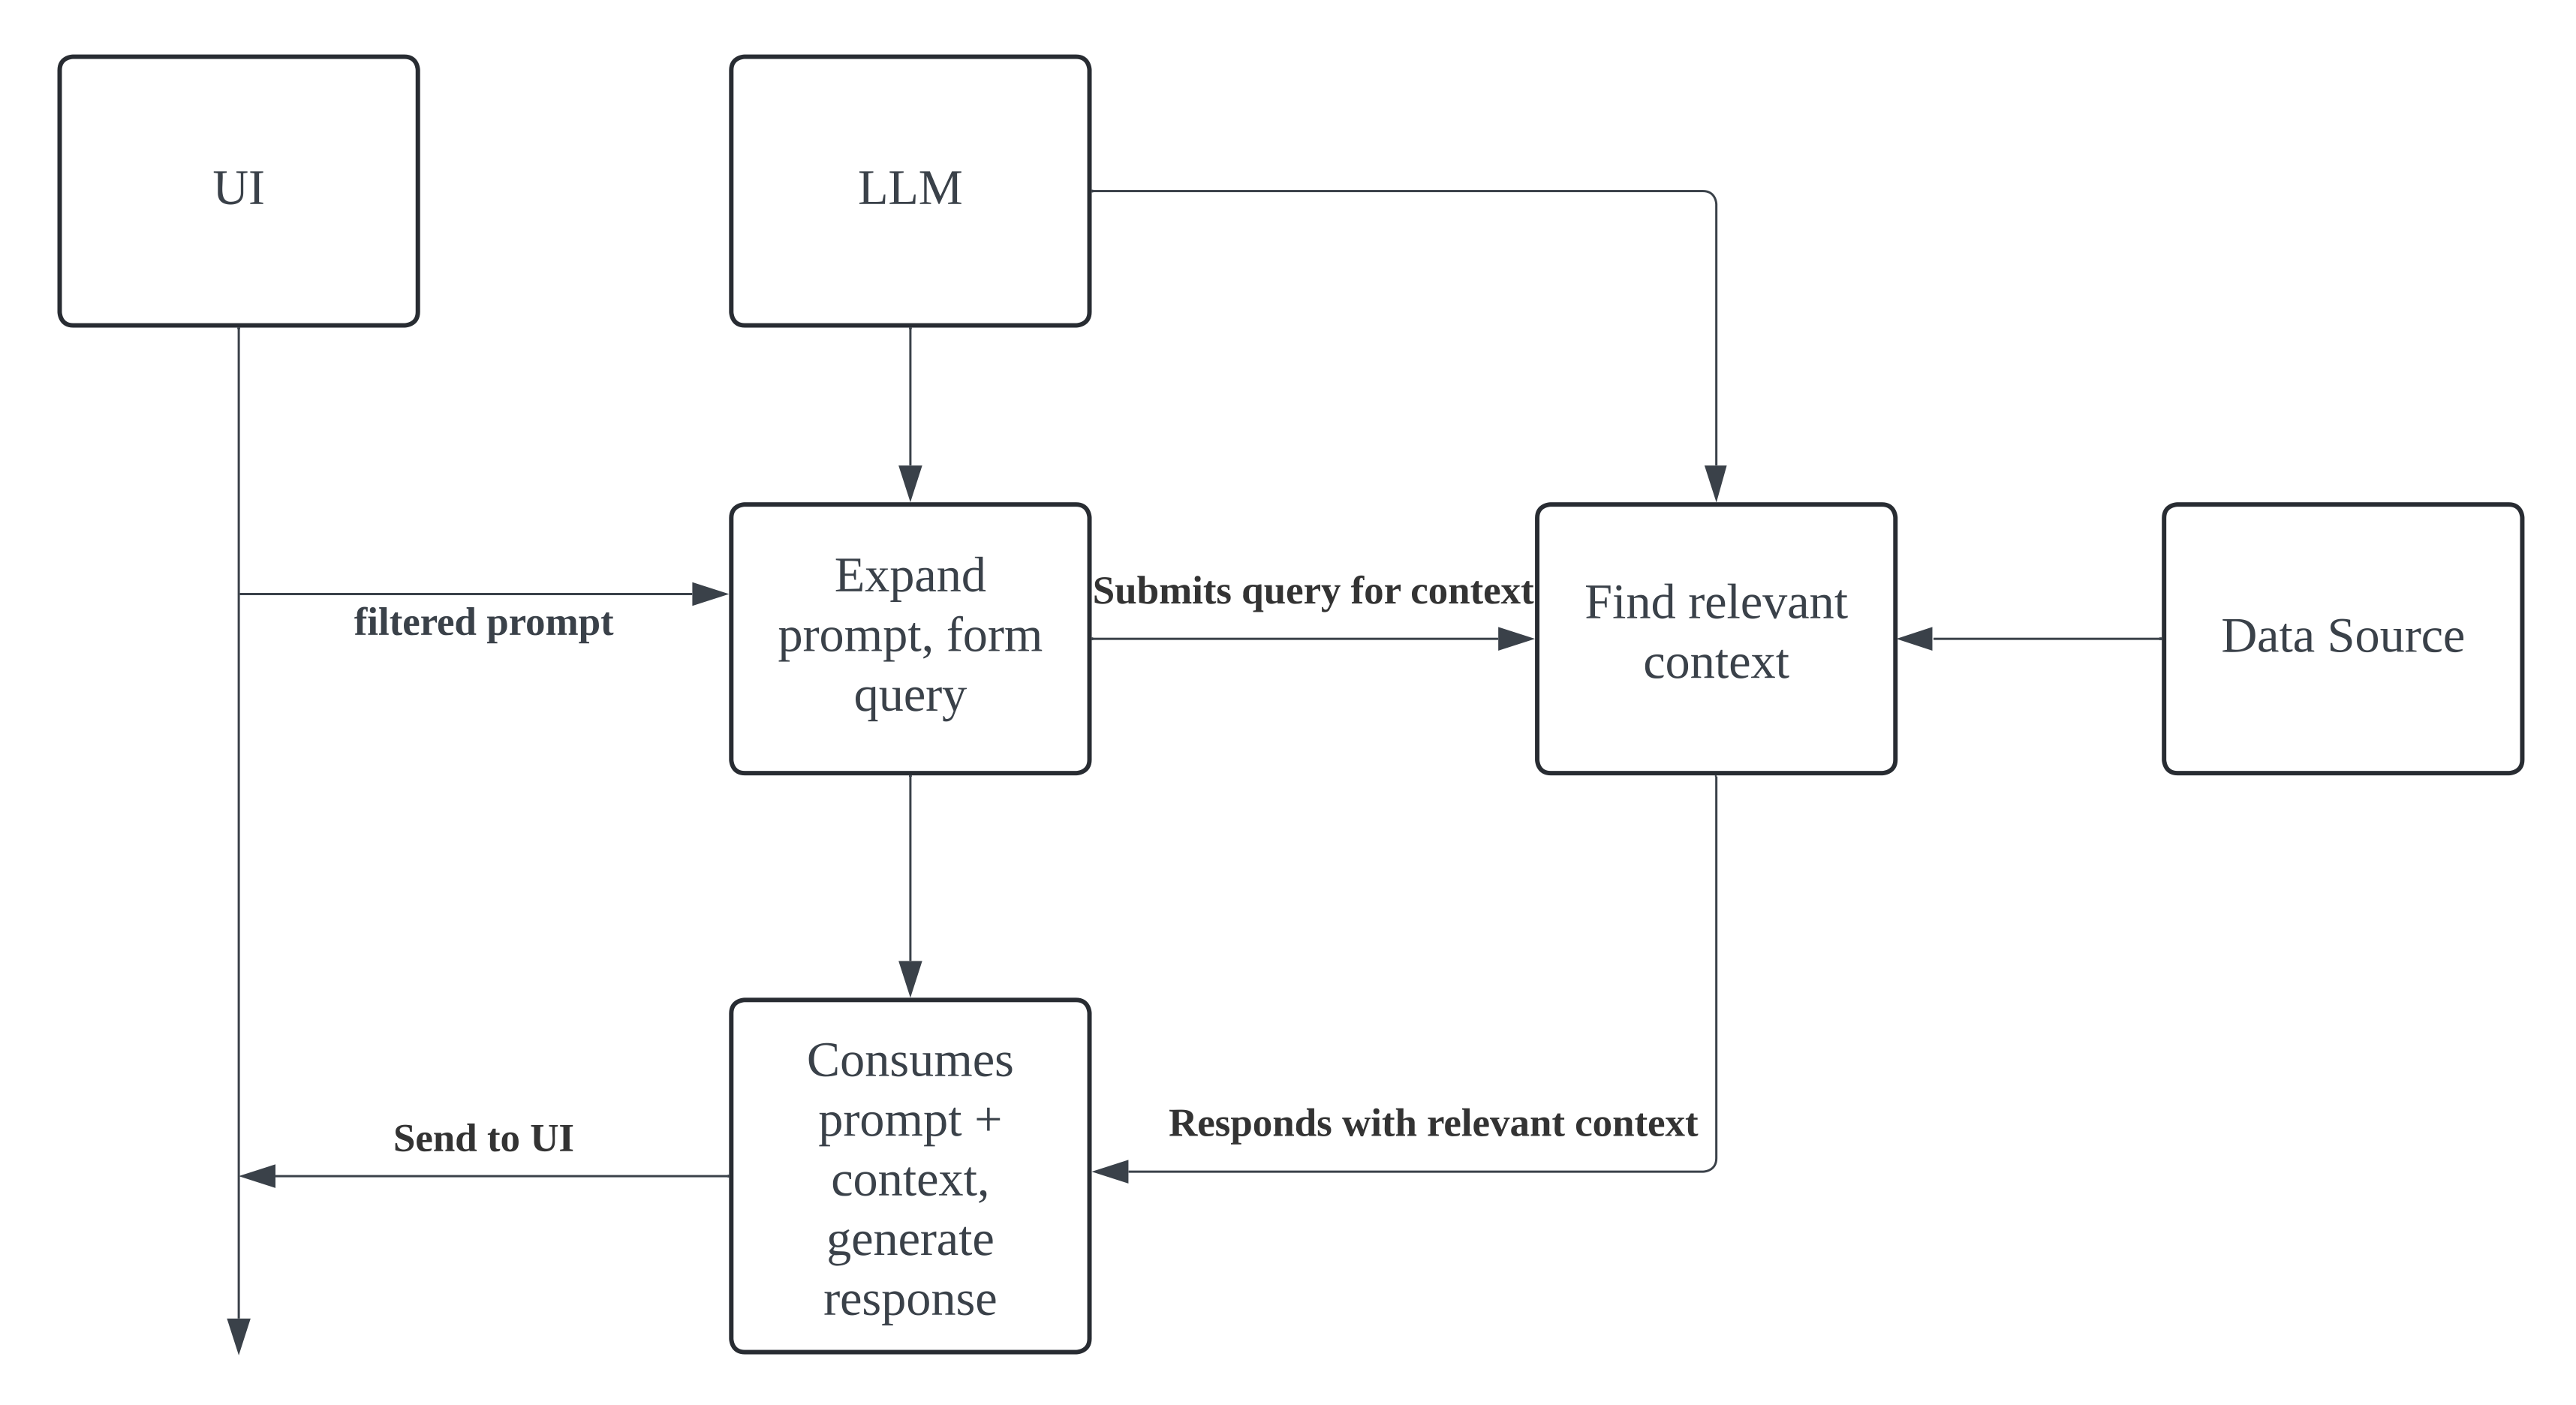 UI
LLM
Expand
prompt, form
query
Submits query for context
Find relevant
context
Data Source
filtered prompt
Consumes
prompt +
context,
generate
response
Send to UI
Responds with relevant context